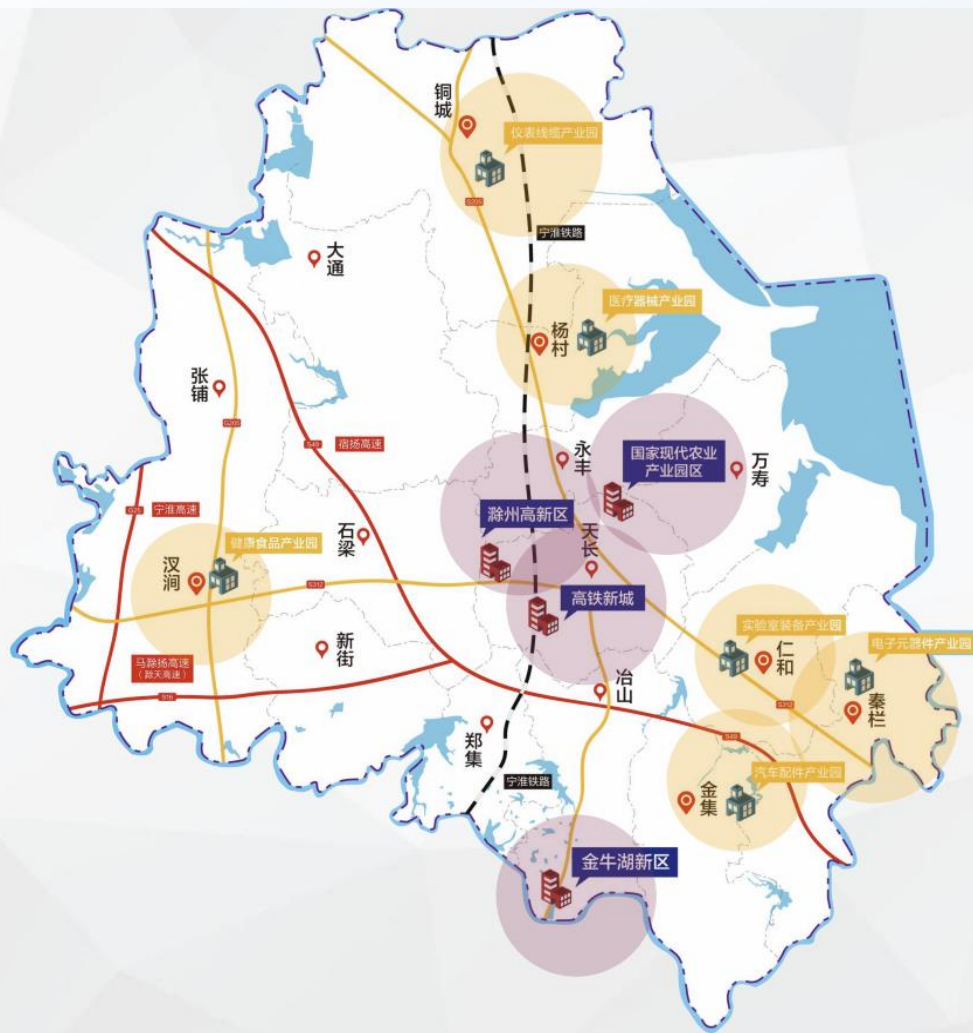 铜城
仪表线缆产业园
S205
宁淮铁路
大通
医疗器械产业园
杨村
张铺
G205
S49
宿扬高速
永丰
国家现代农业
产业园区
万寿
G25
宁淮高速
滁州高新区
石梁
天长
健康食品产业园
汊涧
S312
高铁新城
实验室装备产业园
仁和
电子元器件产业园
新街
马滁扬高速
(滁天高速)
S16
冶山
秦栏
S312
郑集
S49
宁淮铁路
汽车配件产业园
金集
金牛湖新区